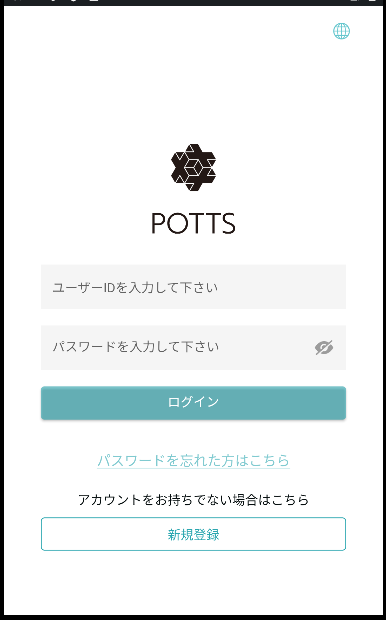 POTTS
ユーザーIDを入力して下さい
パスワードを入力して下さい
ログイン
パスワードを忘れた方はこちら
アカウントをお持ちでない場合はこちら
新規登録